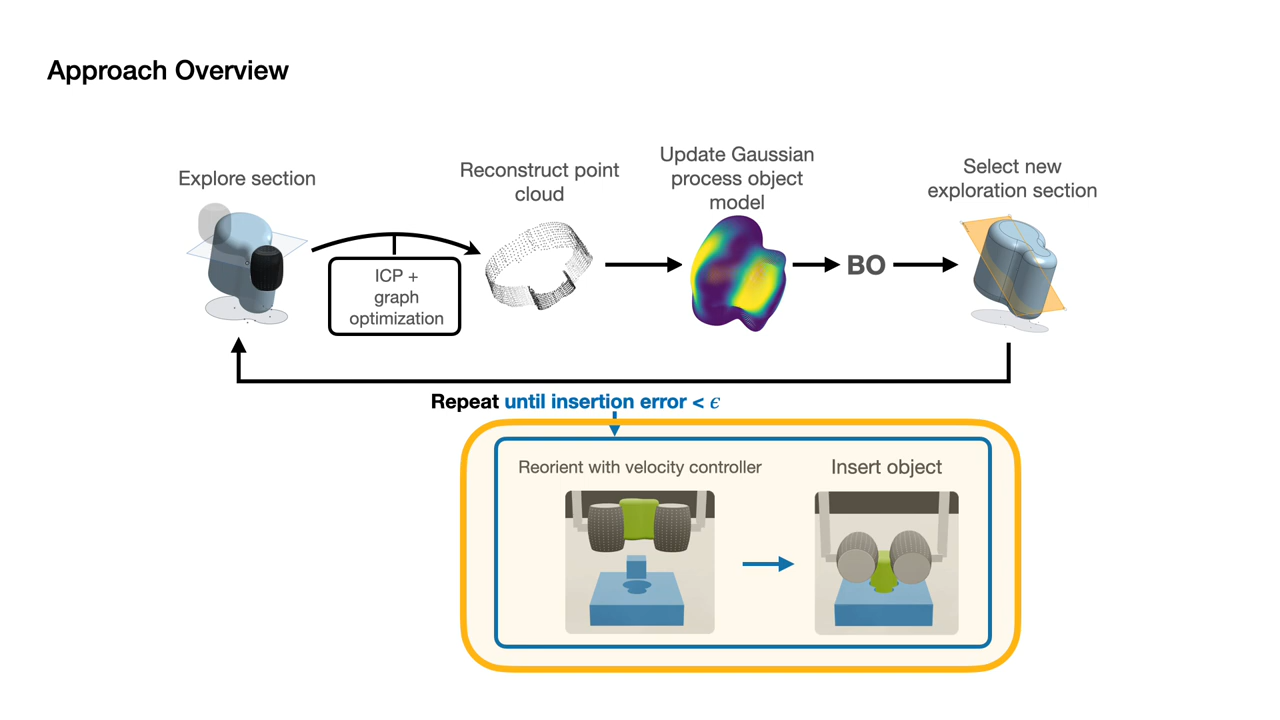 Approach Overview
Explore section
Reconstruct point
cloud
Update Gaussian
process object
model
Select new
exploration section
ICP +
graph
optimization
BO
Repeat until insertion error < ϵ
Reorient with velocity controller
Insert object